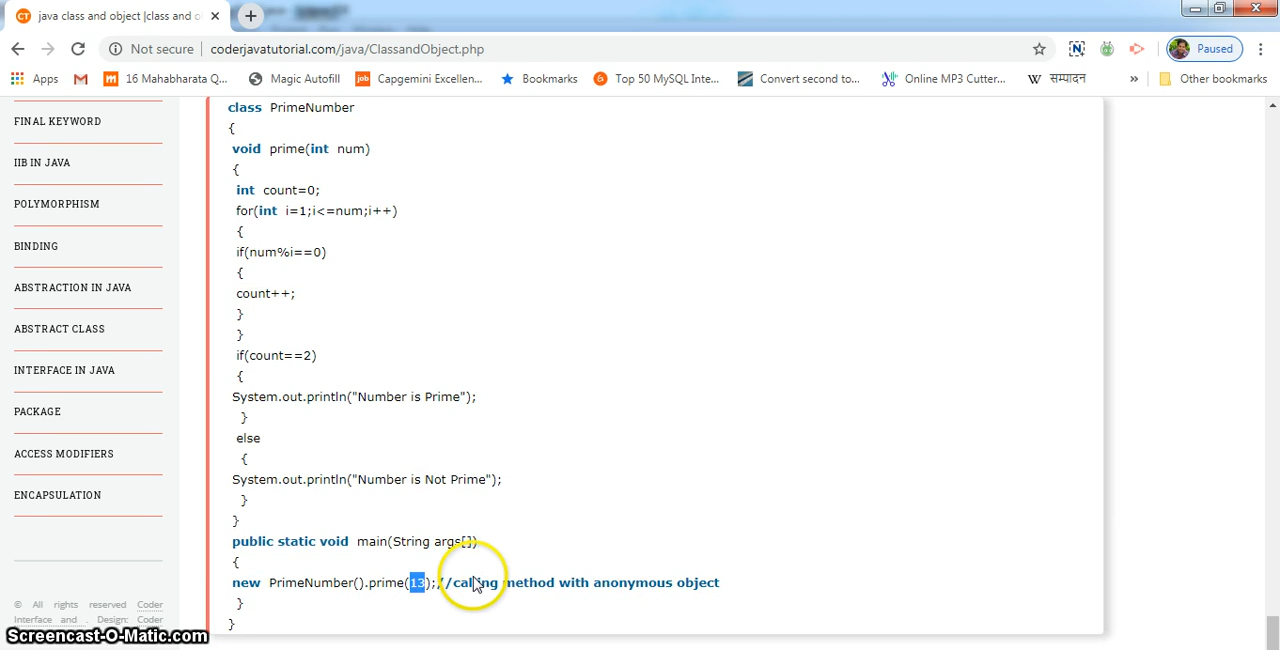 java class and object |class and o
Not secure
coderjavatutorial.com/java/ClassandObject.php
Paused
Apps
16 Mahabharata Q...
Magic Autofill
Capgemini Excellen...
Bookmarks
Top 50 MySQL Inte...
Convert second to...
Online MP3 Cutter...
सम्पादन
»
Other bookmarks
FINAL KEYWORD
IIB IN JAVA
POLYMORPHISM
BINDING
ABSTRACTION IN JAVA
ABSTRACT CLASS
INTERFACE IN JAVA
PACKAGE
ACCESS MODIFIERS
ENCAPSULATION
© All rights reserved Coder
Interface and . Design: Coder
class PrimeNumber
{
void prime(int num)
{
int count=0;
for(int i=1;i<=num;i++)
{
if(num%i==0)
{
count++;
}
}
if(count==2)
{
System.out.println("Number is Prime");
}
else
{
System.out.println("Number is Not Prime");
}
}
public static void main(String args[])
{
new PrimeNumber().prime(13);//calling method with anonymous object
}
}
Screencast-O-Matic.com